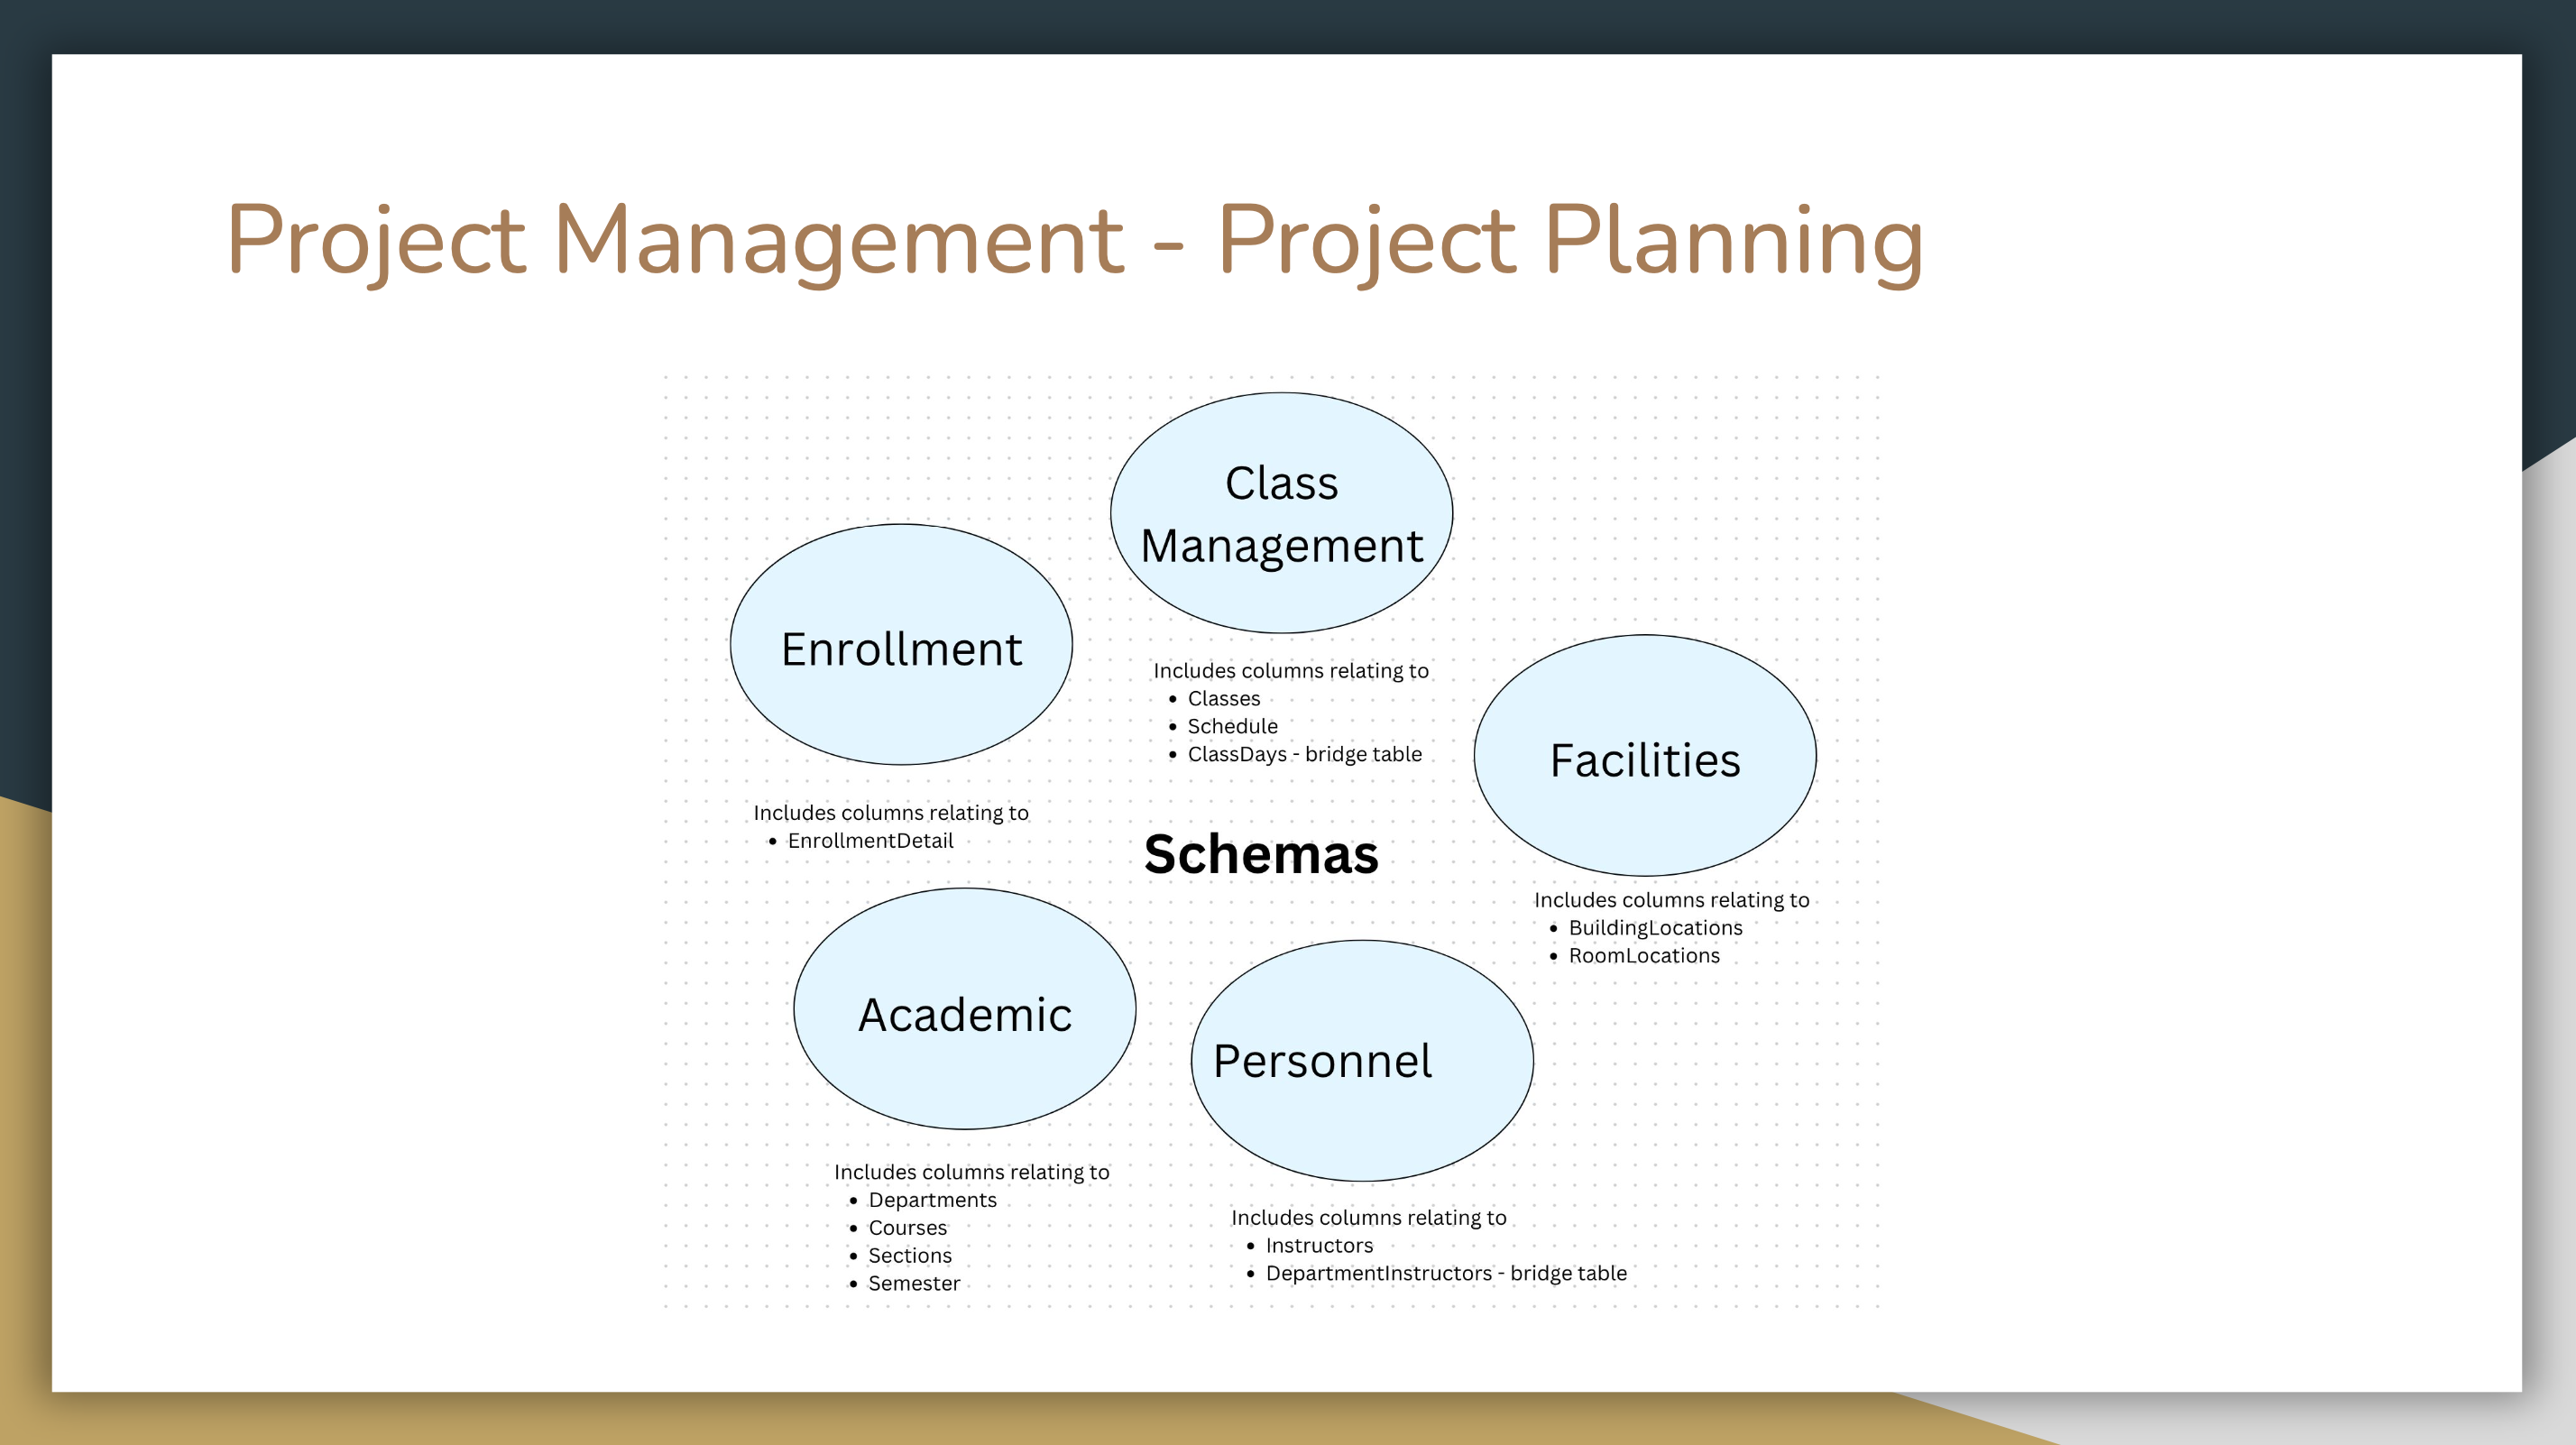 Project Management - Project Planning
Class
Management
Includes columns relating to
• Classes
• Schedule
• ClassDays - bridge table
Enrollment
Includes columns relating to
• EnrollmentDetail
Facilities
Includes columns relating to
• BuildingLocations
• RoomLocations
Schemas
Academic
Includes columns relating to
• Departments
• Courses
• Sections
• Semester
Personnel
Includes columns relating to
• Instructors
• DepartmentInstructors - bridge table